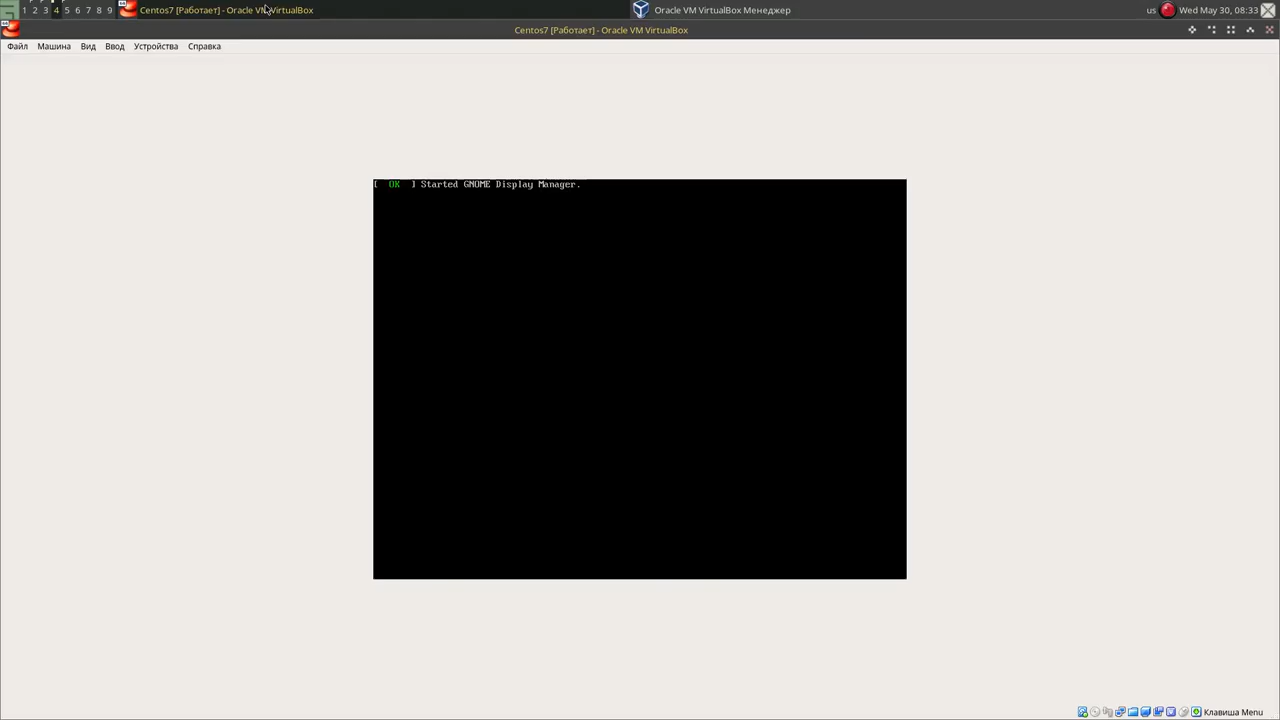 1 2 3 4 5 6 7 8 9 Centos7 [Работает] - Oracle VM VirtualBox Oracle VM VirtualBox Менеджер us Wed May 30, 08:33
Centos7 [Работает] - Oracle VM VirtualBox
Файл Машина Вид Ввод Устройства Справка
[ OK ] Started GNOME Display Manager.
Клавиша Menu